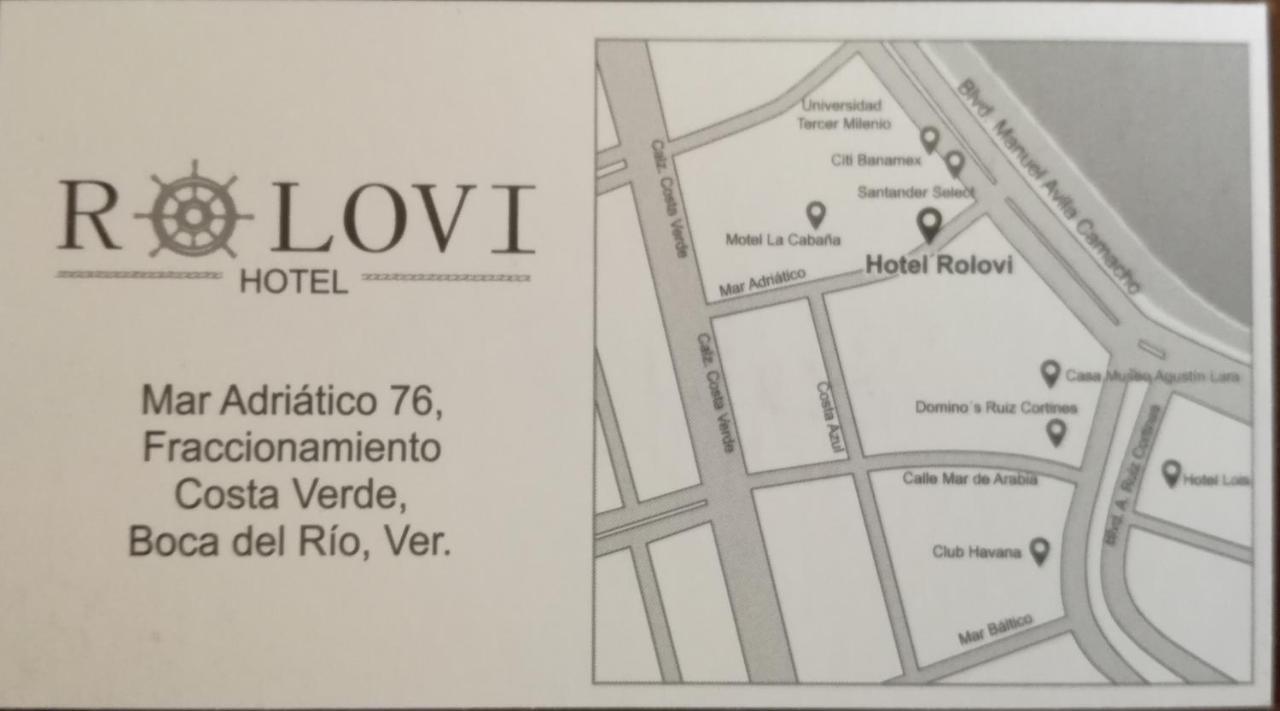 ROLOVI
HOTEL
Mar Adriático 76,
Fraccionamiento
Costa Verde,
Boca del Río, Ver.
Blvd. Manuel Avila Camacho
Universidad
Tercer Milenio
Citi Banamex
Santander Select
Calz. Costa Verde
Motel La Cabaña
Hotel Rolovi
Mar Adriático
Calz. Costa Verde
Costa Azul
Casa Museo Agustín Lara
Domino´s Ruiz Cortines
Blvd. A. Ruiz Cortines
Calle Mar de Arabia
Hotel Lois
Club Havana
Mar Báltico